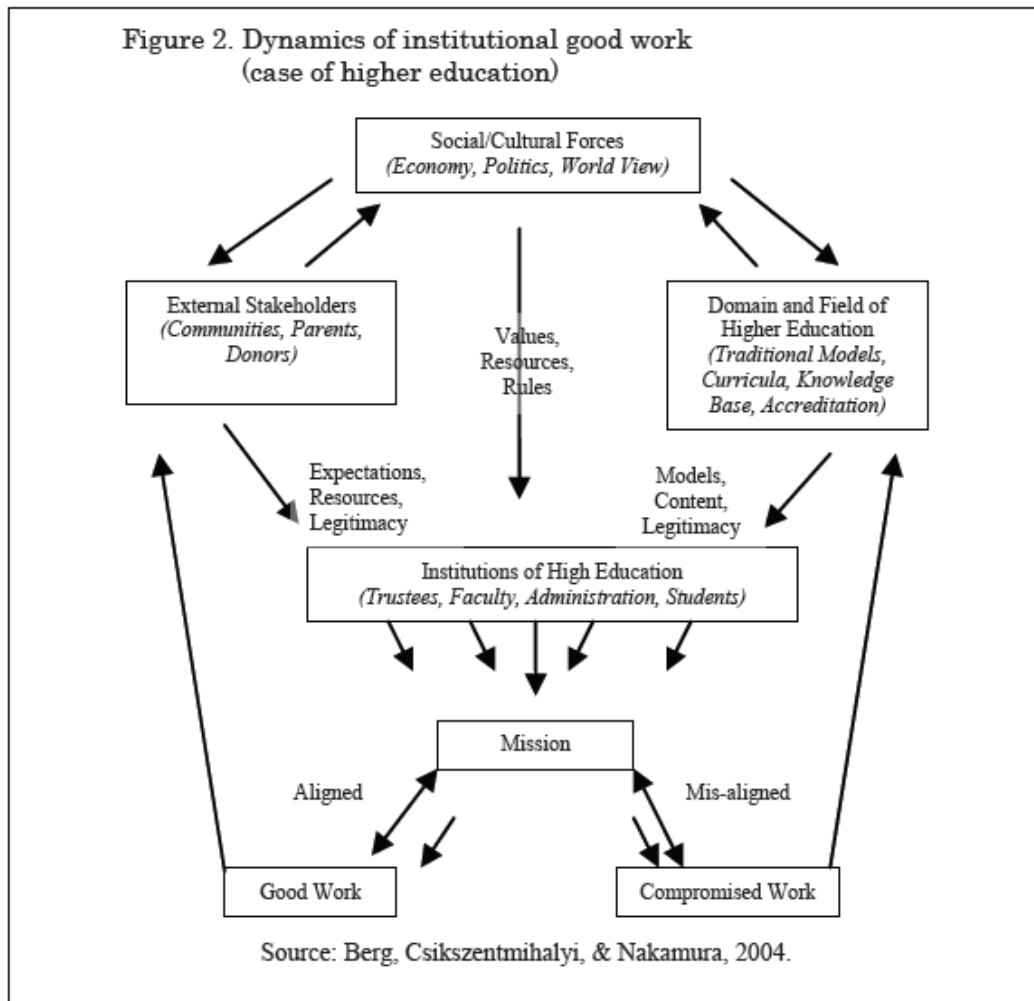 Figure 2. Dynamics of institutional good work
(case of higher education)
Social/Cultural Forces
(Economy, Politics, World View)
External Stakeholders
(Communities, Parents,
Donors)
Values,
Resources,
Rules
Domain and Field of
Higher Education
(Traditional Models,
Curricula, Knowledge
Base, Accreditation)
Expectations,
Resources,
Legitimacy
Models,
Content,
Legitimacy
Institutions of High Education
(Trustees, Faculty, Administration, Students)
Mission
Aligned
Mis-aligned
Good Work
Compromised Work
Source: Berg, Csikszentmihalyi, & Nakamura, 2004.